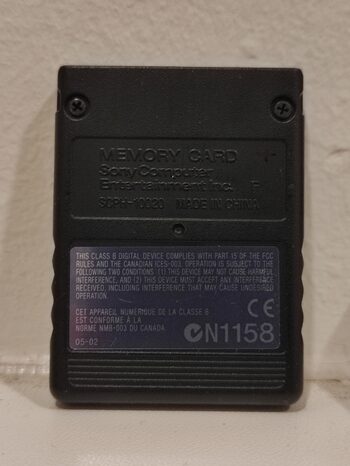 MEMORY CARD
Sony Computer
Entertainment Inc. F
SCPH-10020 MADE IN CHINA
THIS CLASS B DIGITAL DEVICE COMPLIES WITH PART 15 OF THE FCC
RULES AND THE CANADIAN ICES-003. OPERATION IS SUBJECT TO THE
FOLLOWING TWO CONDITIONS: (1) THIS DEVICE MAY NOT CAUSE HARMFUL
INTERFERENCE, AND (2) THIS DEVICE MUST ACCEPT ANY INTERFERENCE
RECEIVED, INCLUDING INTERFERENCE THAT MAY CAUSE UNDESIRED
OPERATION.
CET APPAREIL NUMÉRIQUE DE LA CLASSE B
EST CONFORME À LA
NORME NMB-003 DU CANADA
CE
N1158
05-02